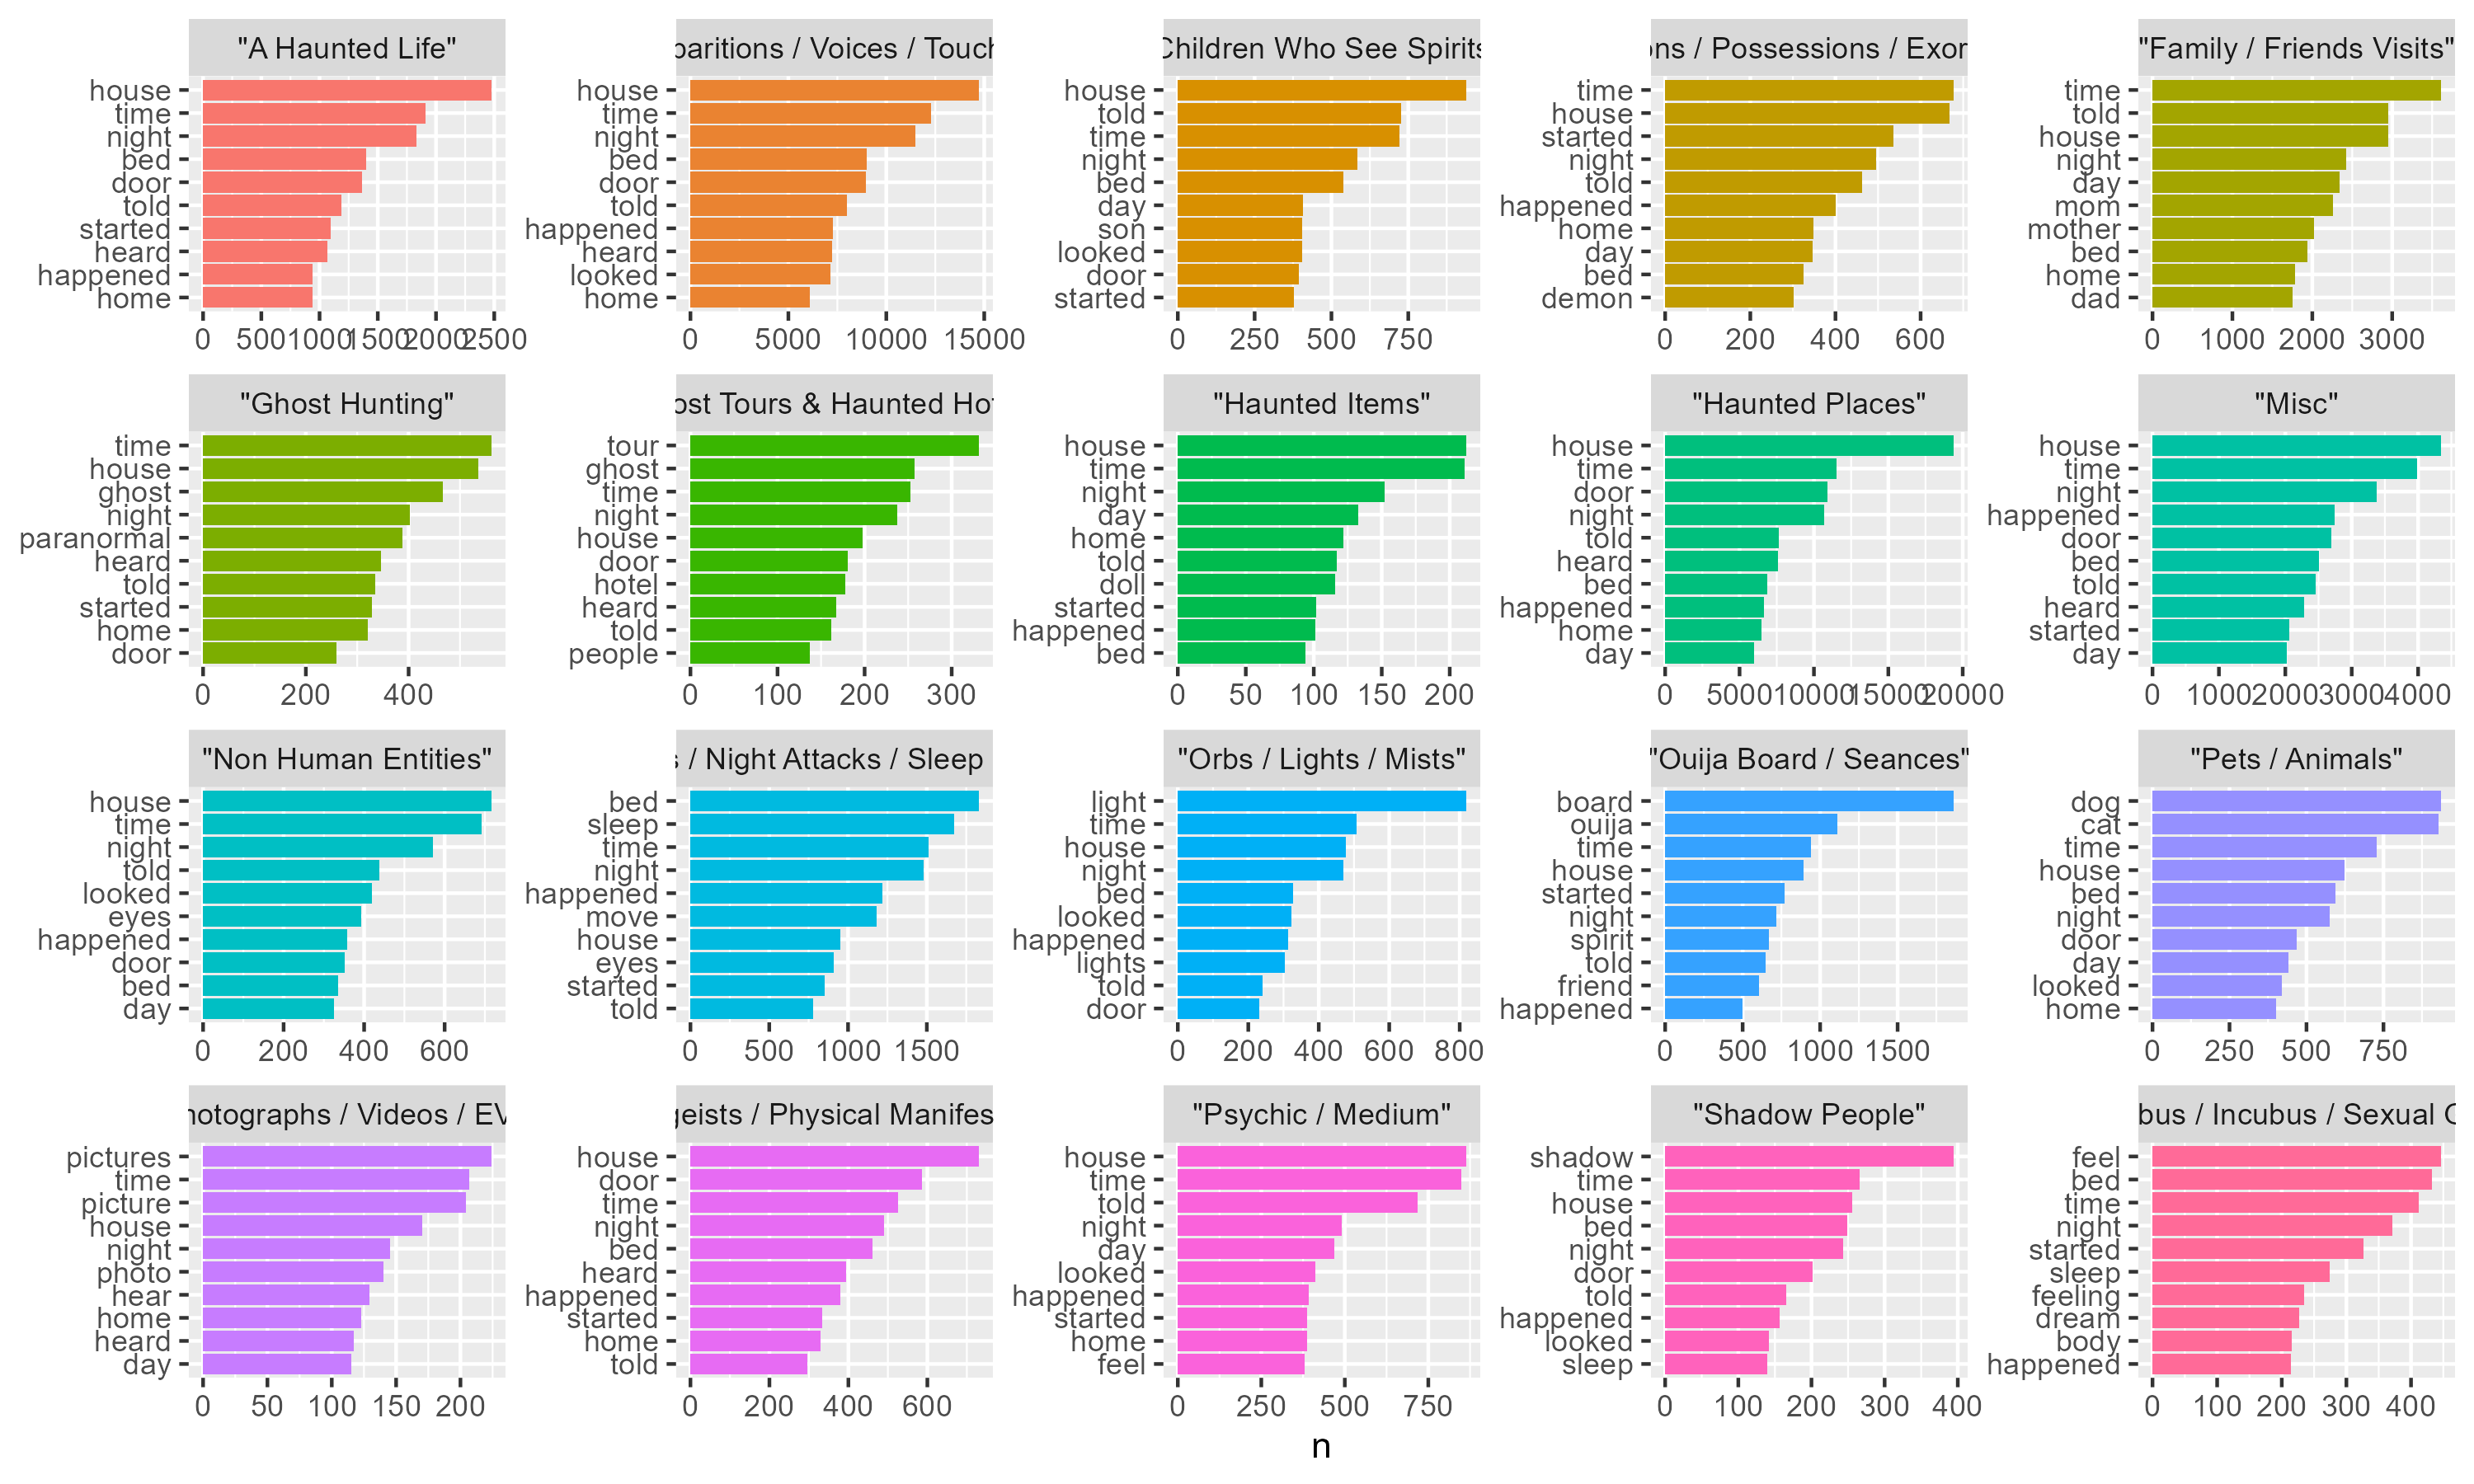 "A Haunted Life"
house
time
night
bed
door
told
started
heard
happened
home
0 500 1000 1500 2000 2500
paritions / Voices / Touch
house
time
night
bed
door
told
happened
heard
looked
home
0 5000 10000 15000
Children Who See Spirits
house
told
time
night
bed
day
son
looked
door
started
0 250 500 750
ons / Possessions / Exor
time
house
started
night
told
happened
home
day
bed
demon
0 200 400 600
"Family / Friends Visits"
time
told
house
night
day
mom
mother
bed
home
dad
0 1000 2000 3000
"Ghost Hunting"
time
house
ghost
night
paranormal
heard
told
started
home
door
0 200 400
ost Tours & Haunted Hot
tour
ghost
time
night
house
door
hotel
heard
told
people
0 100 200 300
"Haunted Items"
house
time
night
day
home
told
doll
started
happened
bed
0 50 100 150 200
"Haunted Places"
house
time
door
night
told
heard
bed
happened
home
day
0 5000 10000 15000 20000
"Misc"
house
time
night
happened
door
bed
told
heard
started
day
0 1000 2000 3000 4000
"Non Human Entities"
house
time
night
told
looked
eyes
happened
door
bed
day
0 200 400 600
s / Night Attacks / Sleep
bed
sleep
time
night
happened
move
house
eyes
started
told
0 500 1000 1500
"Orbs / Lights / Mists"
light
time
house
night
bed
looked
happened
lights
told
door
0 200 400 600 800
"Ouija Board / Seances"
board
ouija
time
house
started
night
spirit
told
friend
happened
0 500 1000 1500
"Pets / Animals"
dog
cat
time
house
bed
night
door
day
looked
home
0 250 500 750
hotographs / Videos / EV
pictures
time
picture
house
night
photo
hear
home
heard
day
0 50 100 150 200
geists / Physical Manifes
house
door
time
night
bed
heard
happened
started
home
told
0 200 400 600
"Psychic / Medium"
house
time
told
night
day
looked
happened
started
home
feel
0 250 500 750
"Shadow People"
shadow
time
house
bed
night
door
told
happened
looked
sleep
0 100 200 300 400
bus / Incubus / Sexual
feel
bed
time
night
started
sleep
feeling
dream
body
happened
0 100 200 300 400
n